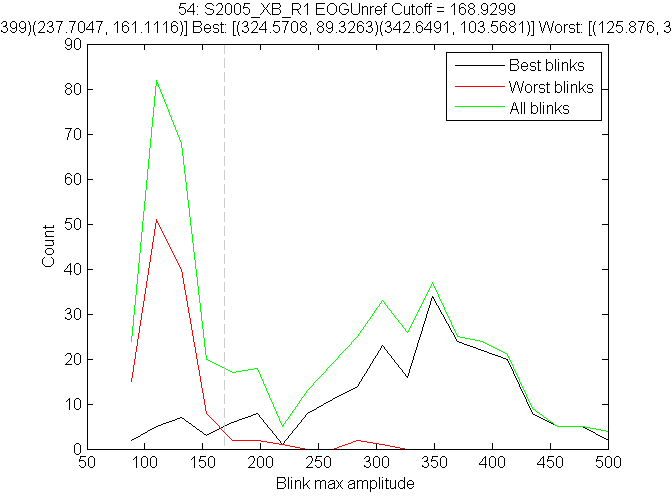 54: S2005_XB_R1 EOGUnref Cutoff = 168.9299
399)(237.7047, 161.1116)] Best: [(324.5708, 89.3263)(342.6491, 103.5681)] Worst: [(125.876, 3
90
80
70
60
50
40
30
20
10
0
Count
Best blinks
Worst blinks
All blinks
50
100
150
200
250
300
350
400
450
500
Blink max amplitude